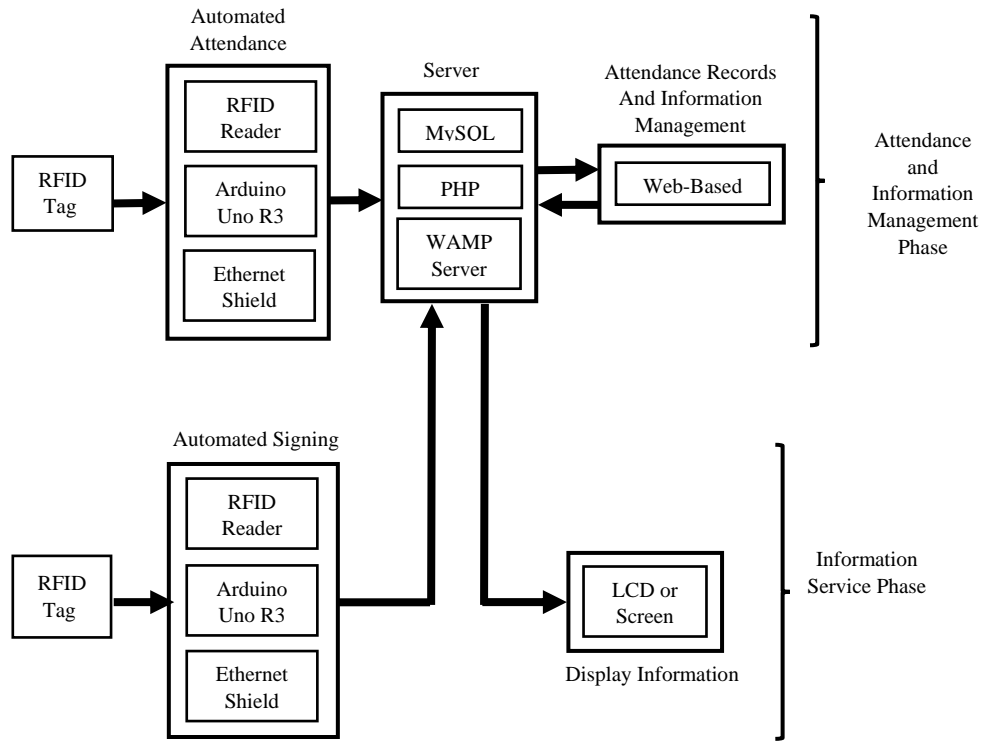 Automated
Attendance
RFID
Reader
Arduino
Uno R3
Ethernet
Shield
RFID
Tag
Server
MySQL
PHP
WAMP
Server
Attendance Records
And Information
Management
Web-Based
Attendance
and
Information
Management
Phase
Automated Signing
RFID
Reader
Arduino
Uno R3
Ethernet
Shield
RFID
Tag
LCD or
Screen
Display Information
Information
Service Phase